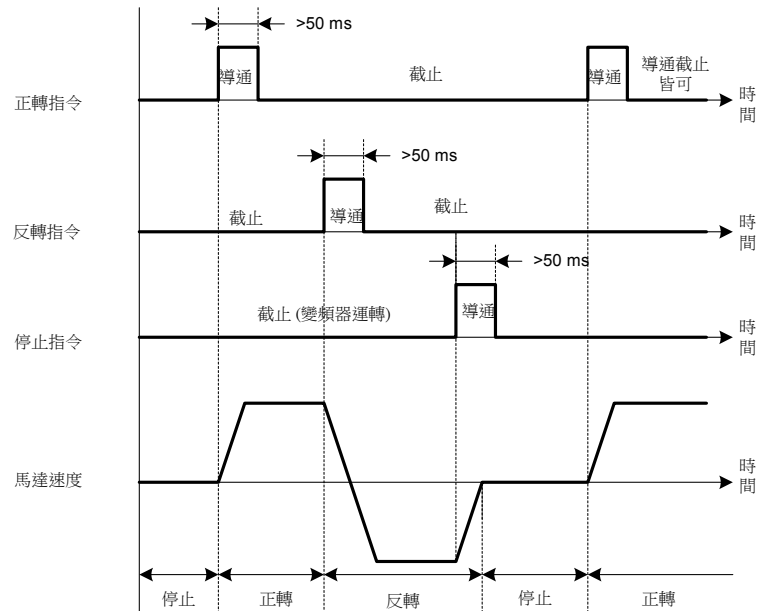 >50 ms
導通
截止
導通
導通截止
皆可
正轉指令
時
間
>50 ms
截止
導通
截止
反轉指令
時
間
>50 ms
截止 (變頻器運轉)
導通
停止指令
時
間
馬達速度
時
間
停止
正轉
反轉
停止
正轉